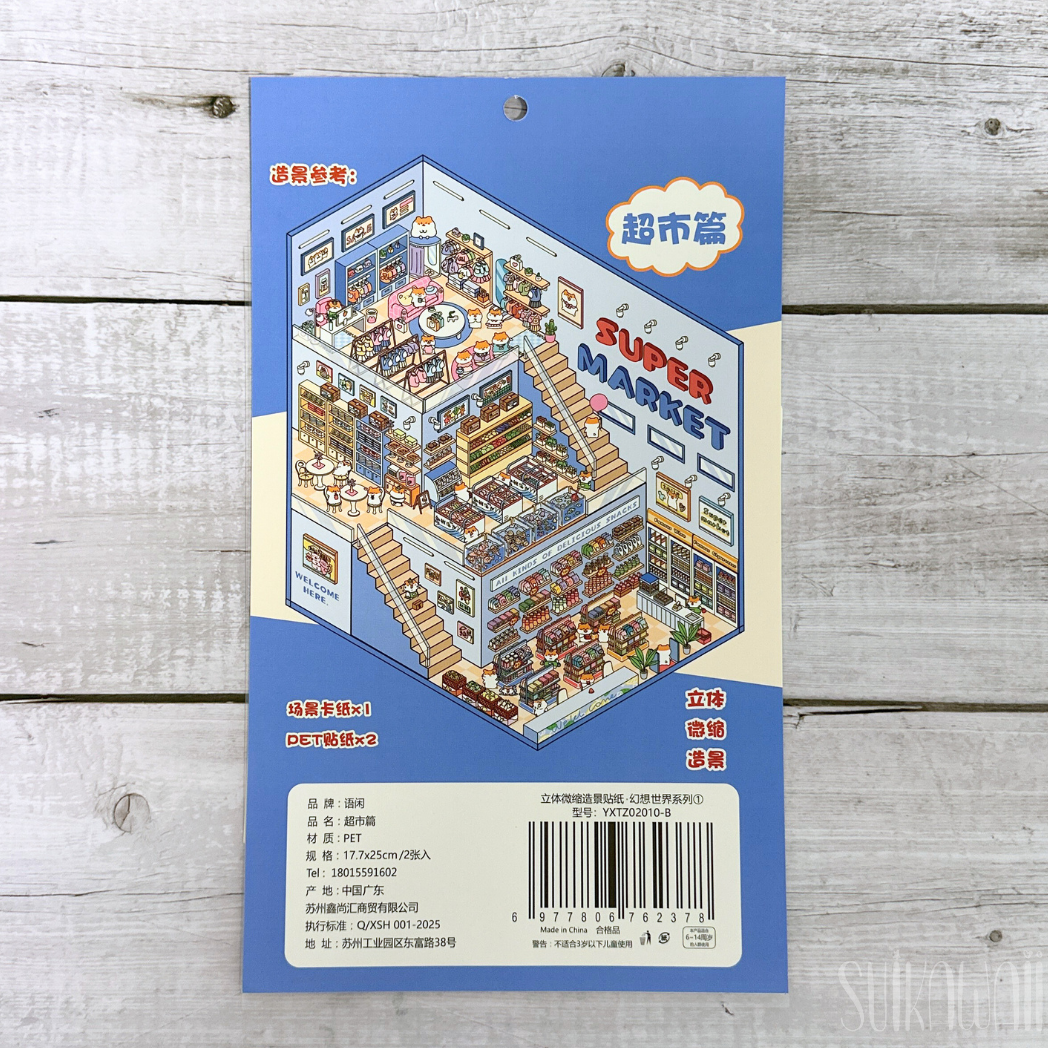 造景参考:
超市篇
SALE
SUPER
MARKET
Super
market
ALL KINDS OF DELICIOUS SNACKS
WELCOME
HERE.
Welcome
场景卡纸x1
PET贴纸x2
立体
微缩
造景
品 牌 : 语闲
品 名 : 超市篇
材 质 : PET
规 格 : 17.7x25cm/2张入
Tel : 18015591602
产 地 : 中国广东
苏州鑫尚汇商贸有限公司
执行标准 : Q/XSH 001-2025
地 址 : 苏州工业园区东富路38号
立体微缩造景贴纸·幻想世界系列①
型号: YXTZ02010-B
6 977806 762378
Made in China 合格品
警告 : 不适合3岁以下儿童使用
6~14周岁
SUIKAWAII